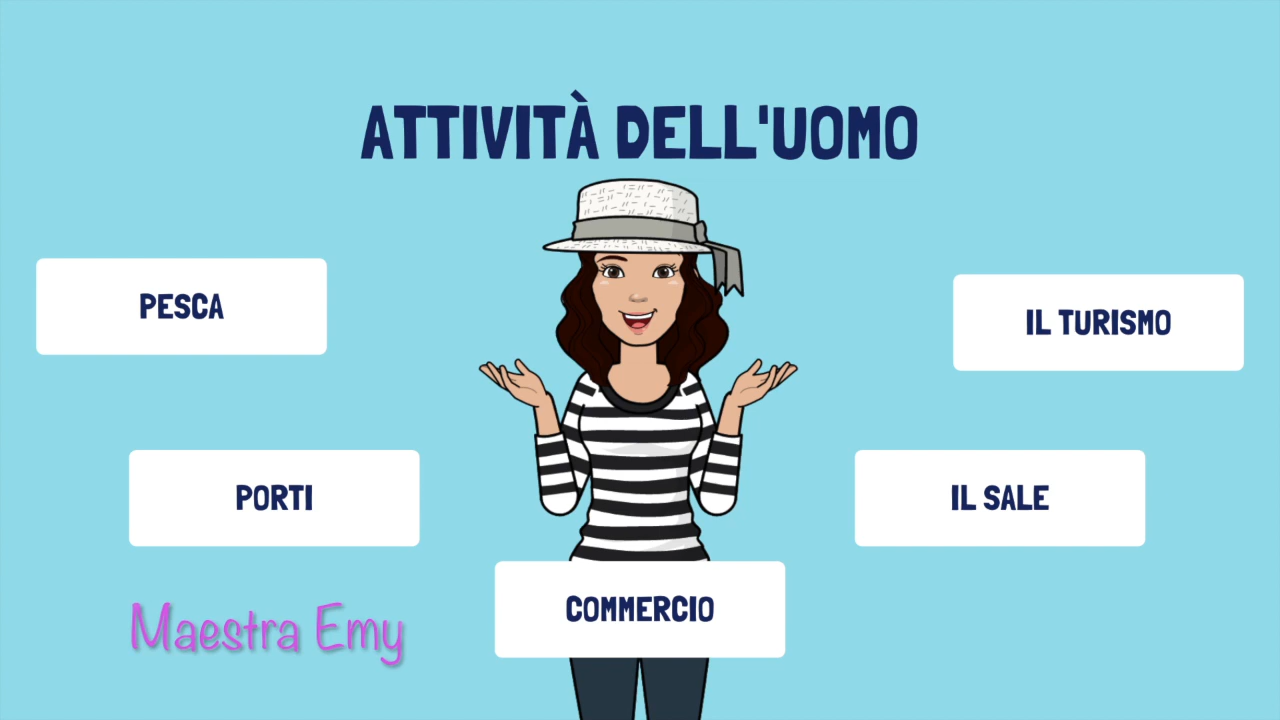 ATTIVITÀ DELL'UOMO
PESCA
IL TURISMO
PORTI
IL SALE
COMMERCIO
Maestra Emy